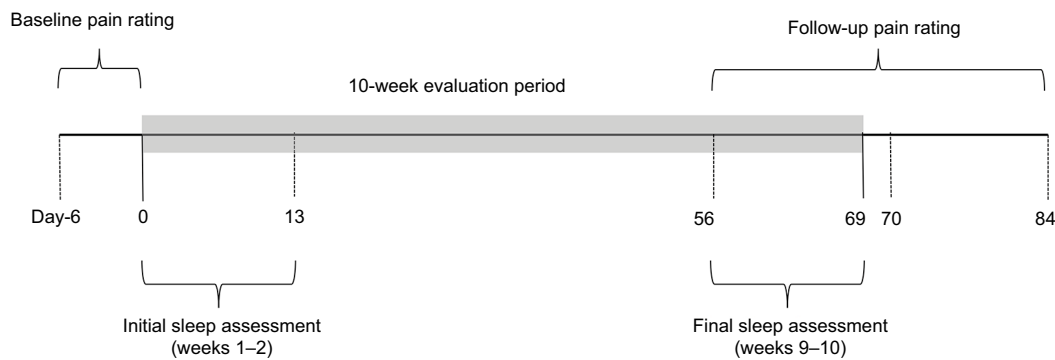 Baseline pain rating
Follow-up pain rating
10-week evaluation period
Day-6
0
13
56
69
70
84
Initial sleep assessment
(weeks 1–2)
Final sleep assessment
(weeks 9–10)